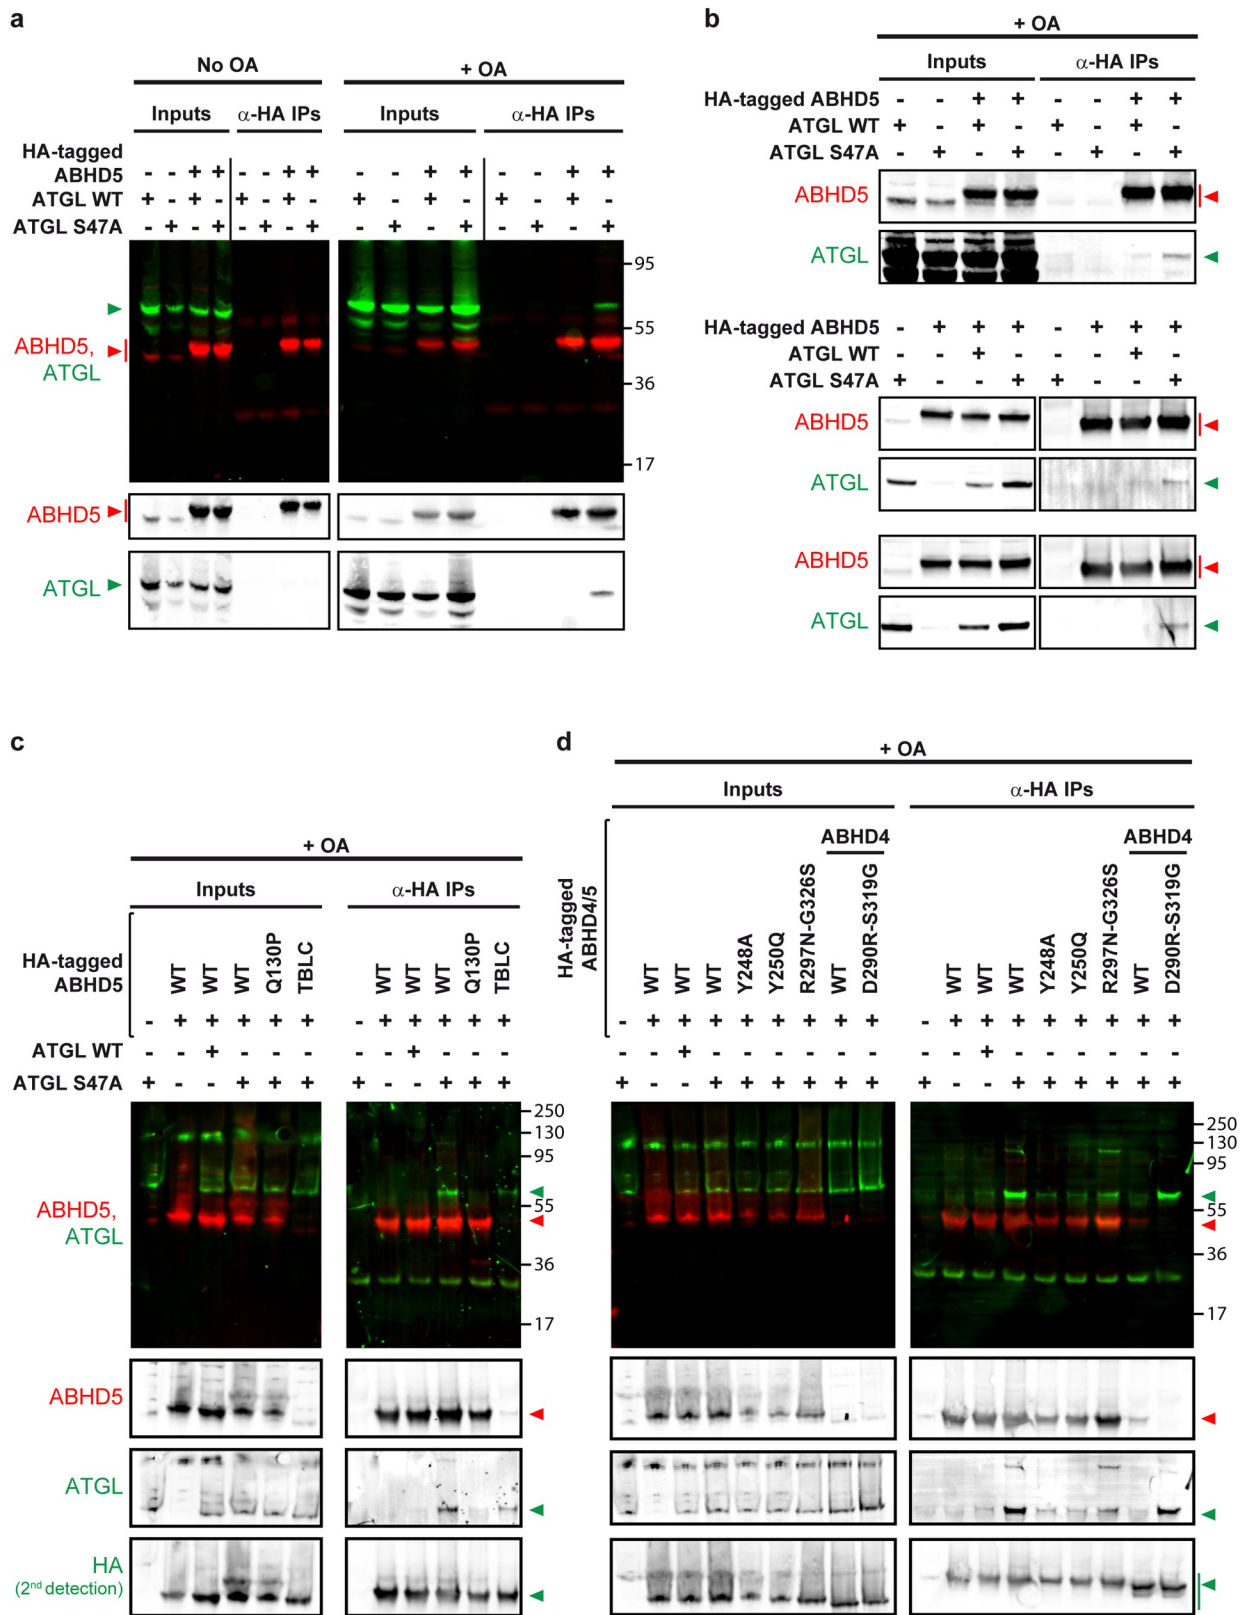 a
No OA
+ OA
Inputs
α-HA IPs
Inputs
α-HA IPs
HA-tagged
ABHD5
- - + + - - + + - - + + - - + +
ATGL WT
+ - + - + - + - + - + - + - + -
ATGL S47A
- + - + - + - + - + - + - + - +
95
55
36
17
ABHD5,
ATGL
ABHD5
ATGL
b
+ OA
Inputs
α-HA IPs
HA-tagged ABHD5 - - + + - - + +
ATGL WT + - + - + - + -
ATGL S47A - + - + - + - +
ABHD5
ATGL
HA-tagged ABHD5 - + + + - + + +
ATGL WT - - + - - - + -
ATGL S47A + - - + + - - +
ABHD5
ATGL
ABHD5
ATGL
c
+ OA
Inputs
α-HA IPs
HA-tagged
ABHD5
WT WT WT Q130P TBLC
WT WT WT Q130P TBLC
- + + + + + - + + + + +
ATGL WT - - + - - - - - + - - -
ATGL S47A + - - + + + + - - + + +
250
130
95
55
36
17
ABHD5,
ATGL
ABHD5
ATGL
HA
(2nd detection)
d
+ OA
Inputs
α-HA IPs
HA-tagged
ABHD4/5
ABHD4
ABHD4
WT WT WT Y248A Y250Q R297N-G326S WT D290R-S319G
WT WT WT Y248A Y250Q R297N-G326S WT D290R-S319G
- + + + + + + + + - + + + + + + + +
- - + - - - - - - - - + - - - - - -
+ - - + + + + + + + - - + + + + + +
250
130
95
55
36
17